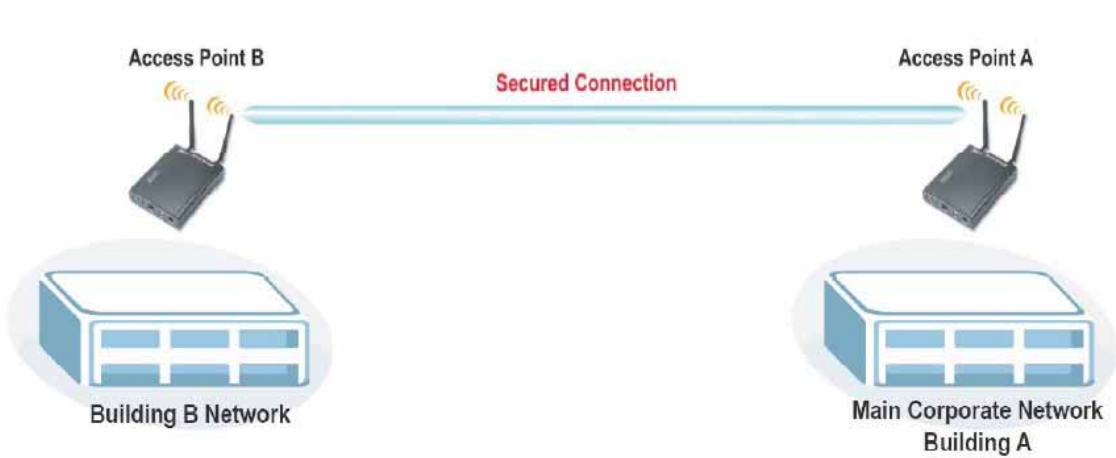 Access Point B
Access Point A
Secured Connection
Building B Network
Main Corporate Network
Building A